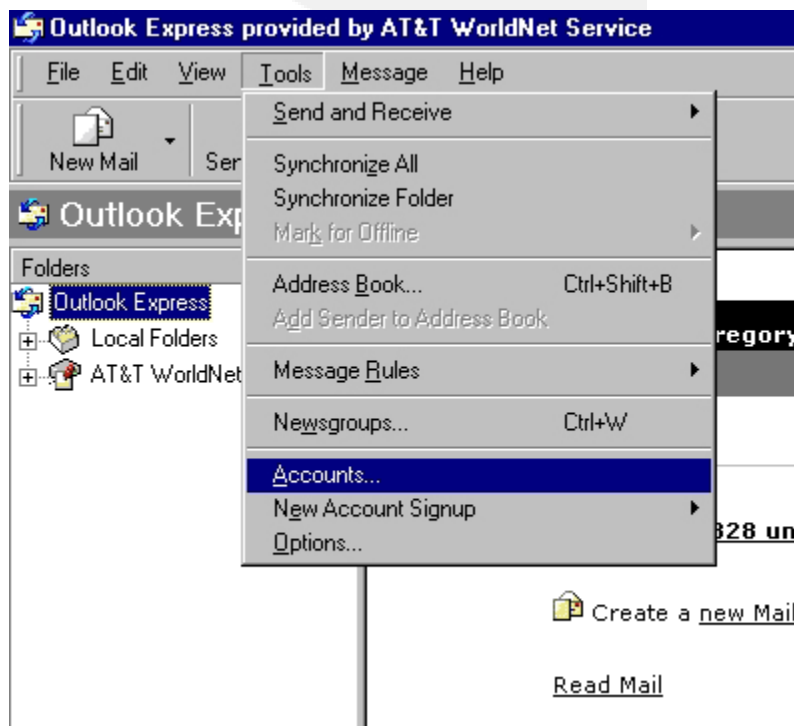 Outlook Express provided by AT&T WorldNet Service
File Edit View Tools Message Help
New Mail Ser
Outlook Exp
Folders
Outlook Express
Local Folders
AT&T WorldNet
Send and Receive
Synchronize All
Synchronize Folder
Mark for Offline
Address Book... Ctrl+Shift+B
Add Sender to Address Book
Message Rules
Newsgroups... Ctrl+W
Accounts...
New Account Signup
Options...
regory
328 un
Create a new Mail
Read Mail